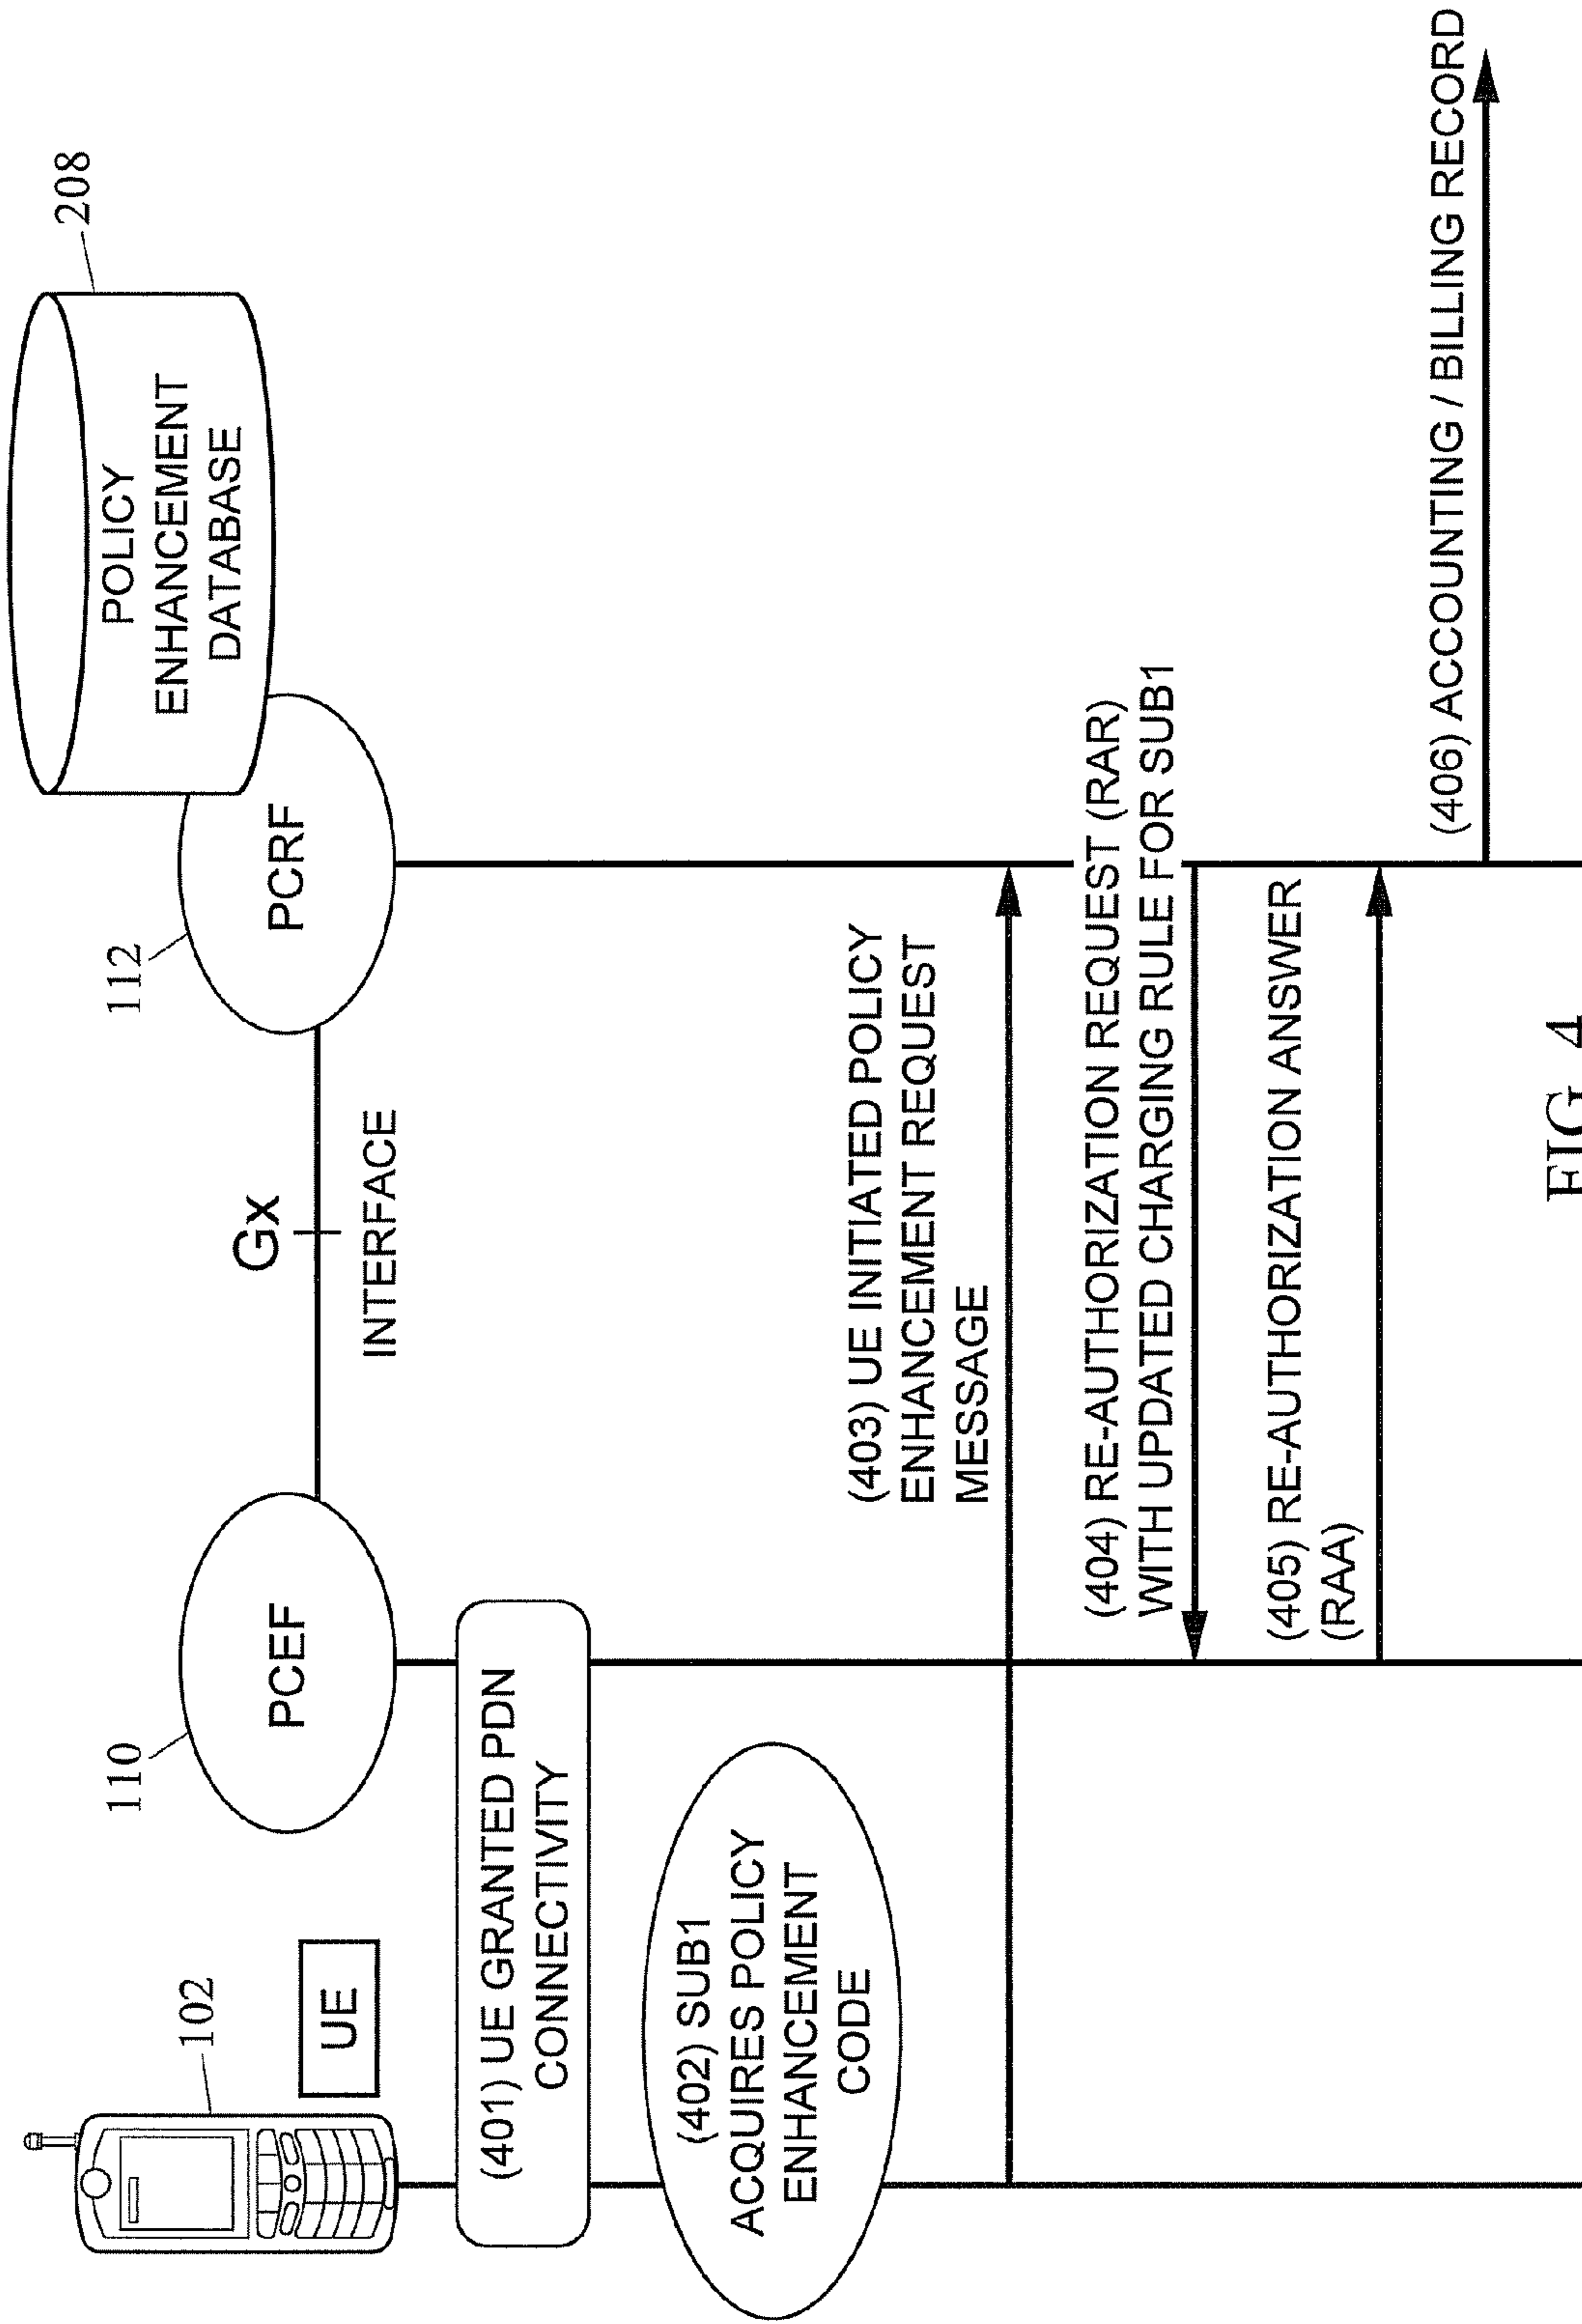 102
UE
110
PCEF
Gx
INTERFACE
112
PCRF
208
POLICY
ENHANCEMENT
DATABASE
(401) UE GRANTED PDN
CONNECTIVITY
(402) SUB1
ACQUIRES POLICY
ENHANCEMENT
CODE
(403) UE INITIATED POLICY
ENHANCEMENT REQUEST
MESSAGE
(404) RE-AUTHORIZATION REQUEST (RAR)
WITH UPDATED CHARGING RULE FOR SUB1
(405) RE-AUTHORIZATION ANSWER
(RAA)
(406) ACCOUNTING / BILLING RECORD
FIG. 4